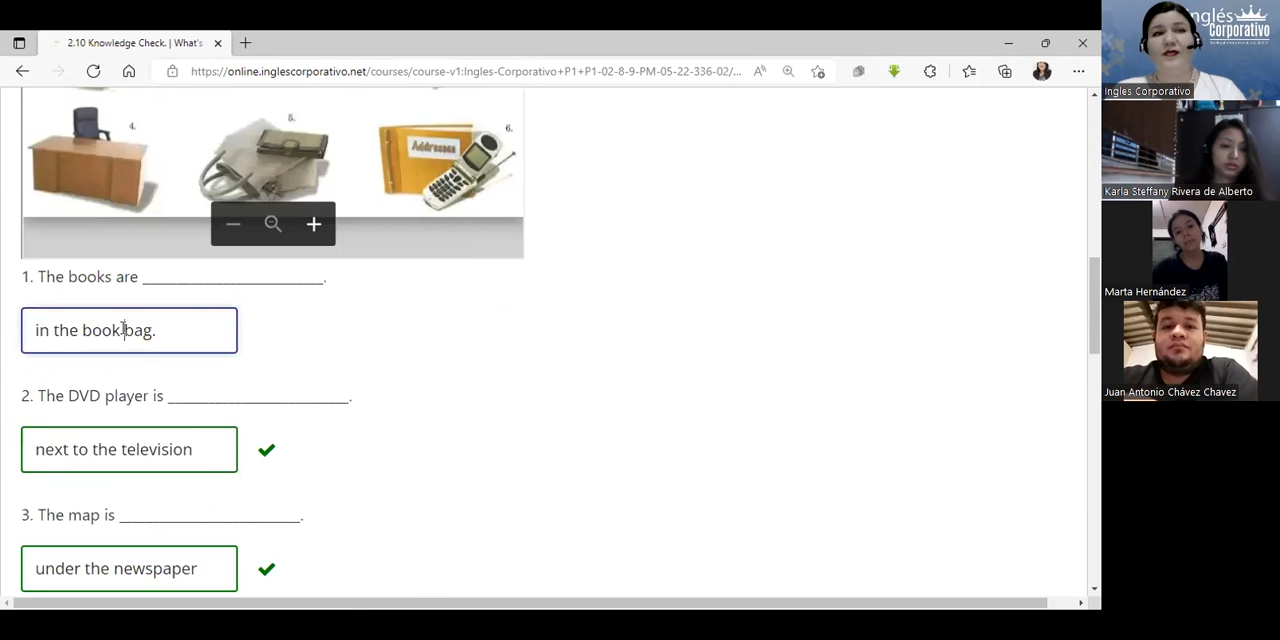 2.10 Knowledge Check. | What's
https://online.inglescorporativo.net/courses/course-v1:Ingles-Corporativo+P1+P1-02-8-9-PM-05-22-336-02/...
4.
5.
6.
Addresses
1. The books are ________________________.
in the book bag.
2. The DVD player is ________________________.
next to the television
3. The map is ________________________.
under the newspaper
Inglés
Corporativo
Ingles Corporativo
Karla Steffany Rivera de Alberto
Marta Hernández
Juan Antonio Chávez Chavez